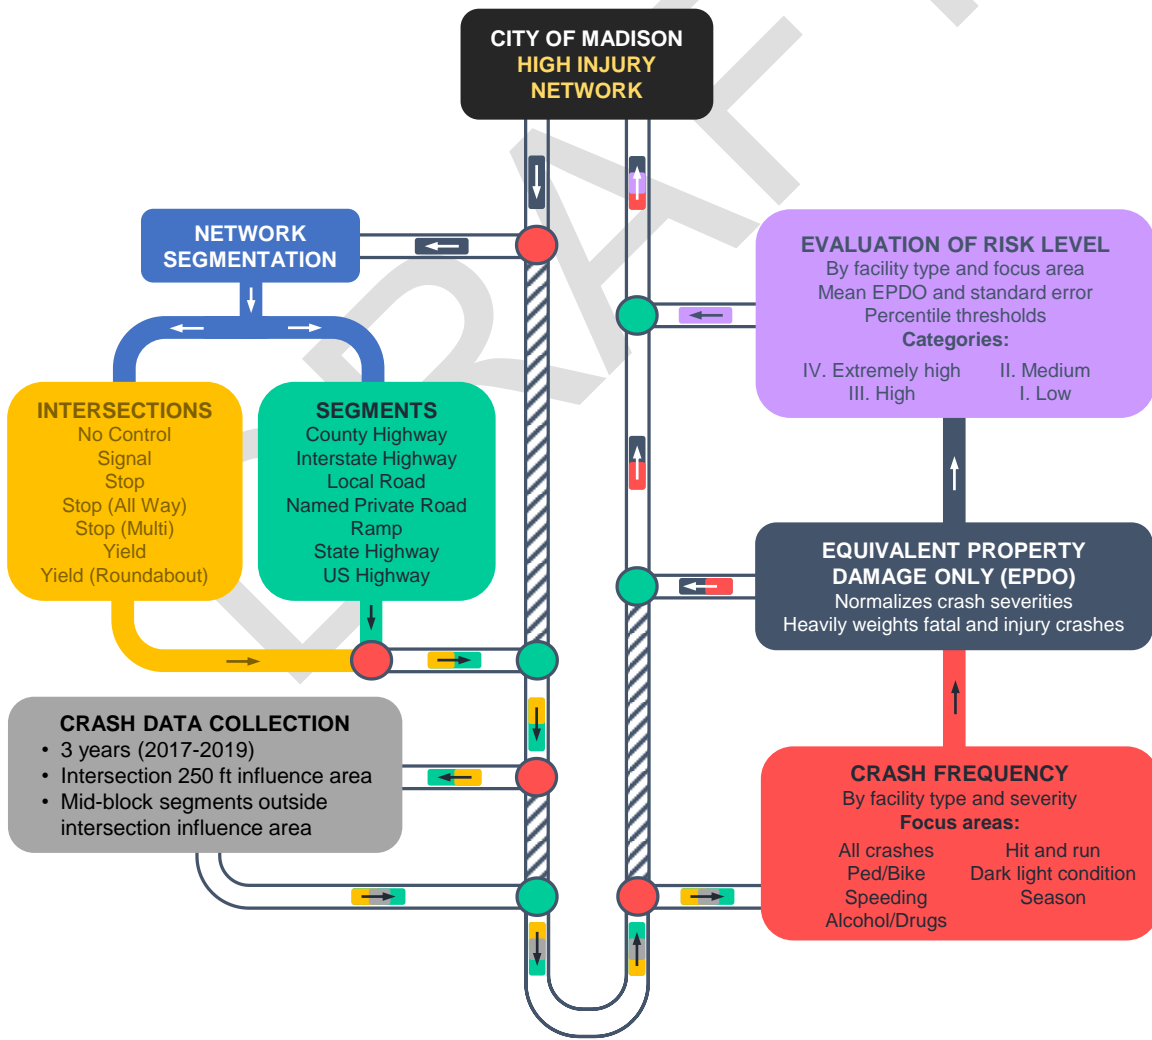 CITY OF MADISON
HIGH INJURY
NETWORK
NETWORK
SEGMENTATION
INTERSECTIONS
No Control
Signal
Stop
Stop (All Way)
Stop (Multi)
Yield
Yield (Roundabout)
SEGMENTS
County Highway
Interstate Highway
Local Road
Named Private Road
Ramp
State Highway
US Highway
CRASH DATA COLLECTION
• 3 years (2017-2019)
• Intersection 250 ft influence area
• Mid-block segments outside
intersection influence area
EVALUATION OF RISK LEVEL
By facility type and focus area
Mean EPDO and standard error
Percentile thresholds
Categories:
IV. Extremely high
III. High
II. Medium
I. Low
EQUIVALENT PROPERTY
DAMAGE ONLY (EPDO)
Normalizes crash severities
Heavily weights fatal and injury crashes
CRASH FREQUENCY
By facility type and severity
Focus areas:
All crashes
Ped/Bike
Speeding
Alcohol/Drugs
Hit and run
Dark light condition
Season
DRAFT